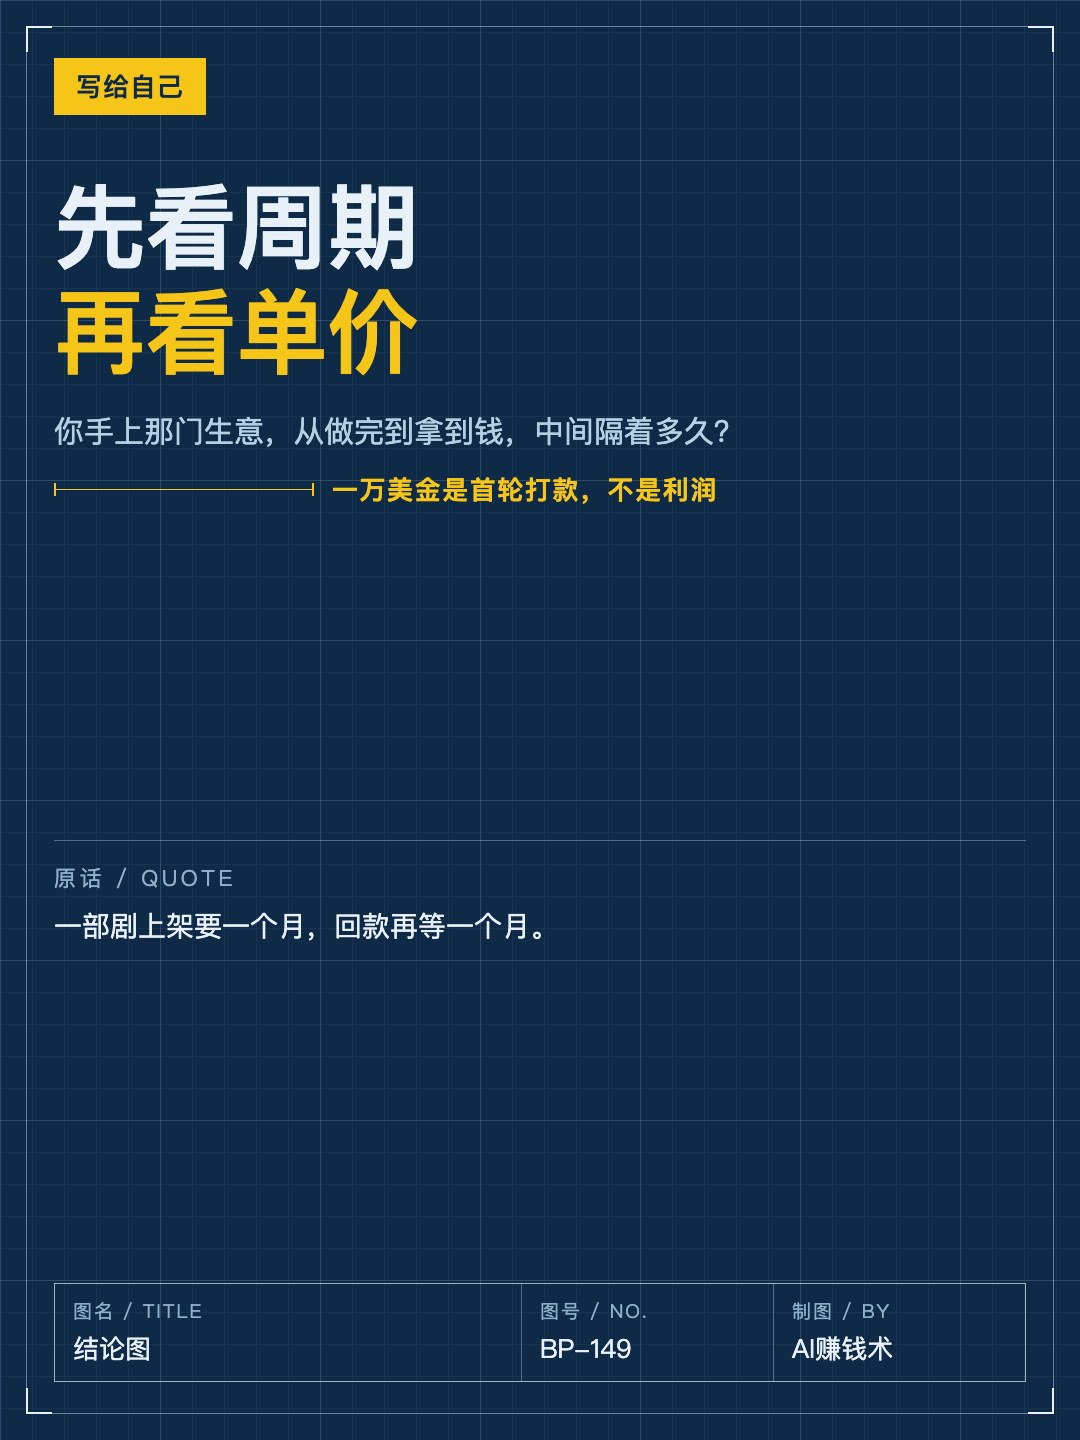 写给自己
先看周期
再看单价
你手上那门生意，从做完到拿到钱，中间隔着多久？
一万美金是首轮打款，不是利润
原话 / QUOTE
一部剧上架要一个月，回款再等一个月。
图名 / TITLE
结论图
图号 / NO.
BP-149
制图 / BY
AI赚钱术